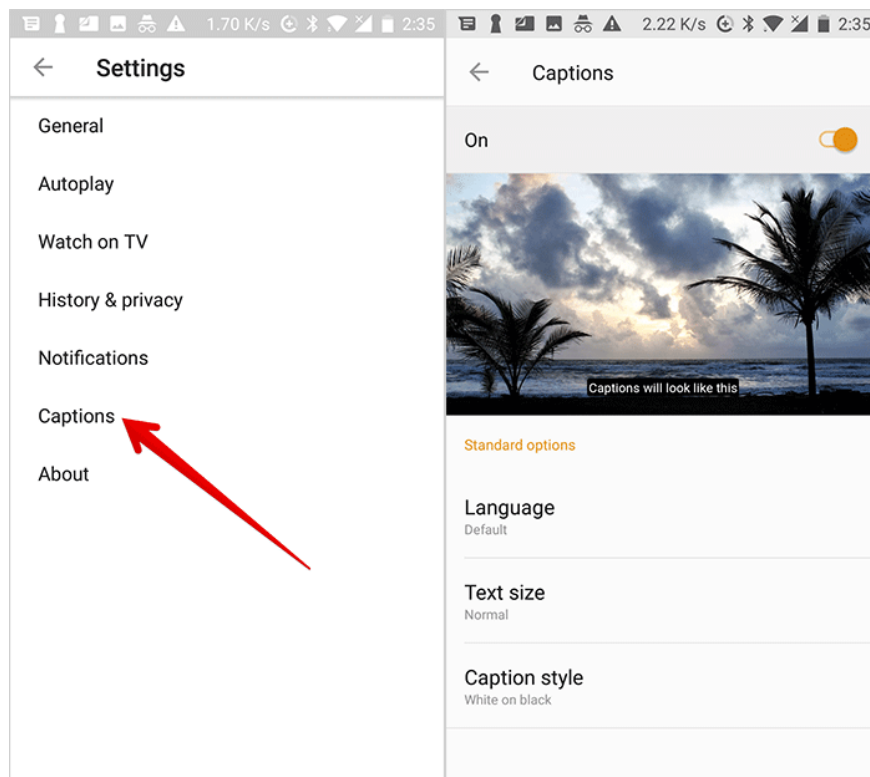 1.70 K/s 2:35
Settings
General
Autoplay
Watch on TV
History & privacy
Notifications
Captions
About
2.22 K/s 2:35
Captions
On
Captions will look like this
Standard options
Language
Default
Text size
Normal
Caption style
White on black